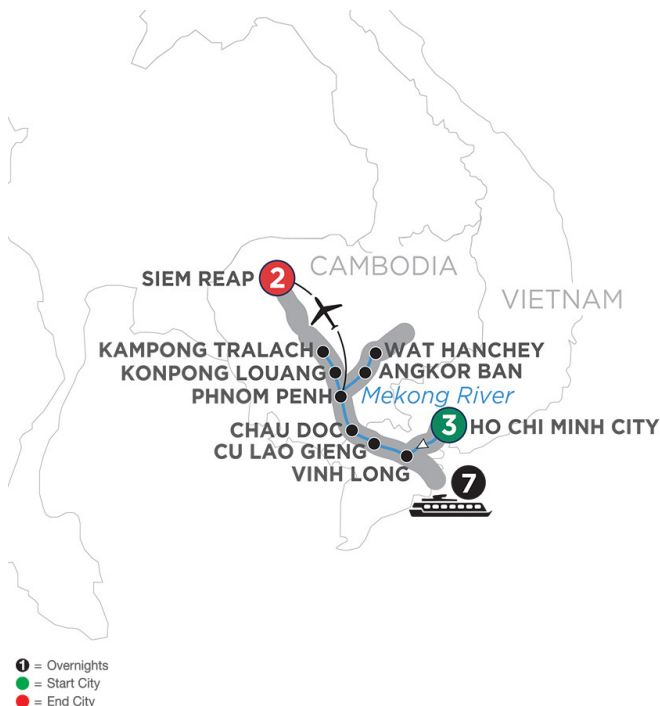 CAMBODIA
SIEM REAP
2
VIETNAM
KAMPONG TRALACH
WAT HANCHEY
KONPONG LOUANG
ANGKOR BAN
PHNOM PENH
Mekong River
CHAU DOC
3
HO CHI MINH CITY
CU LAO GIENG
VINH LONG
7
1 = Overnights
= Start City
= End City